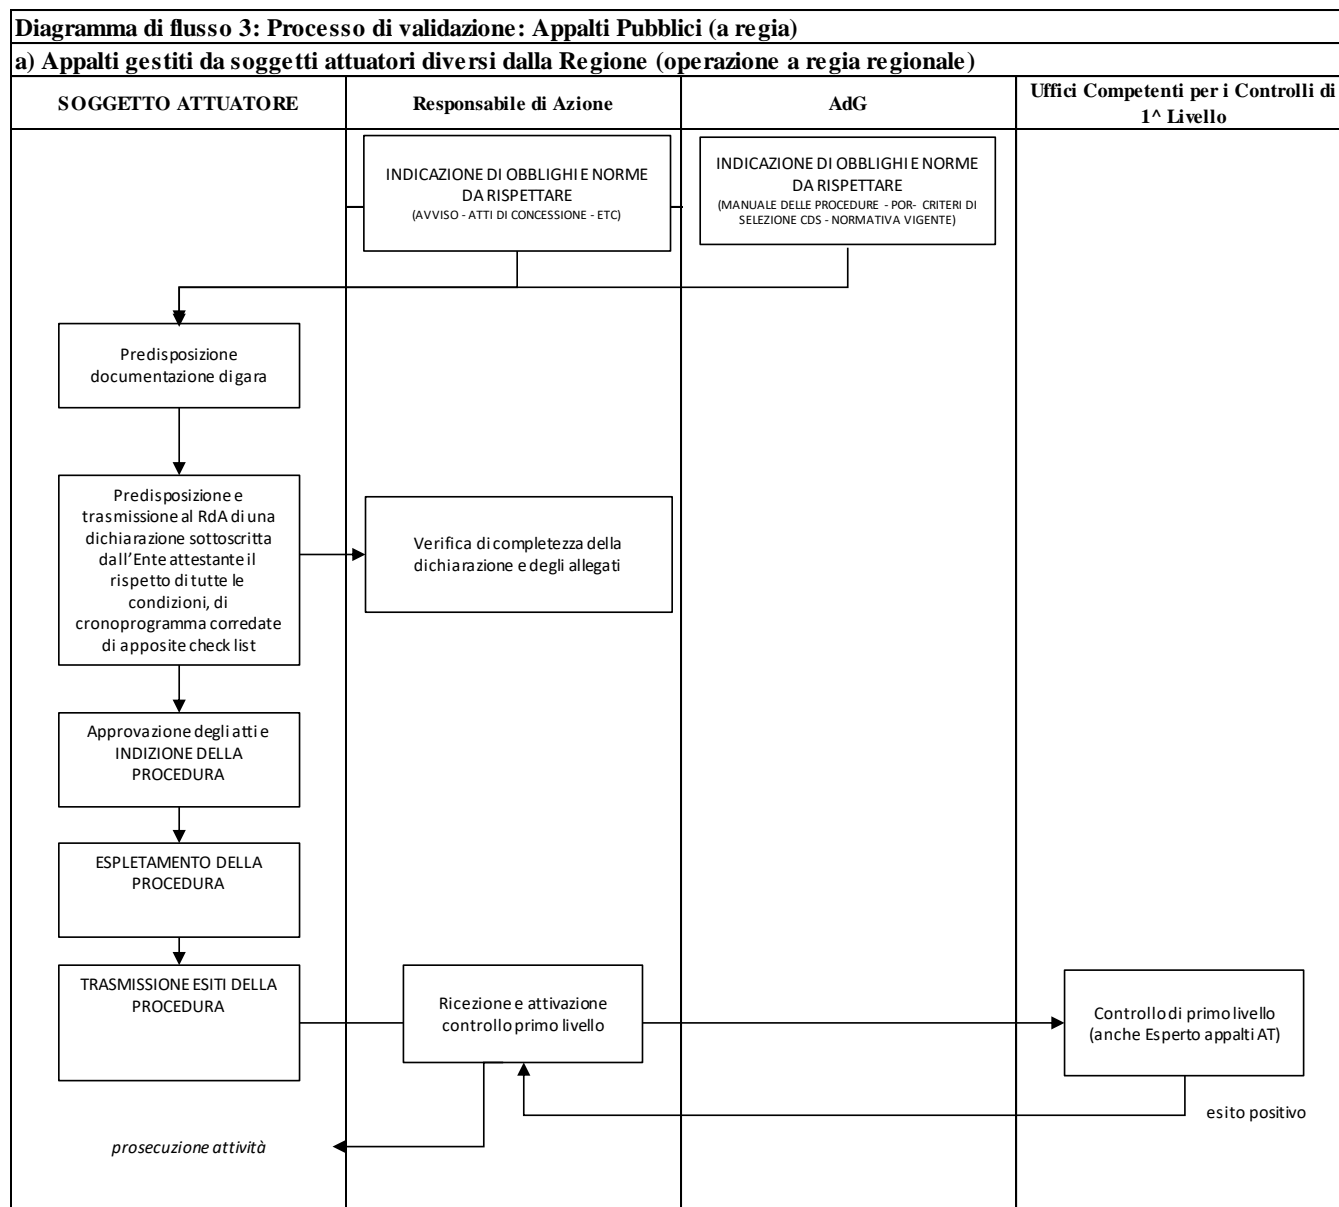 Diagramma di flusso 3: Processo di validazione: Appalti Pubblici (a regia)
a) Appalti gestiti da soggetti attuatori diversi dalla Regione (operazione a regia regionale)
SOGGETTO ATTUATORE
Responsabile di Azione
AdG
Uffici Competenti per i Controlli di
1^ Livello
INDICAZIONE DI OBBLIGHI E NORME
DA RISPETTARE
(AVVISO - ATTI DI CONCESSIONE - ETC)
INDICAZIONE DI OBBLIGHI E NORME
DA RISPETTARE
(MANUALE DELLE PROCEDURE - POR- CRITERI DI
SELEZIONE CDS - NORMATIVA VIGENTE)
Predisposizione
documentazione di gara
Predisposizione e
trasmissione al RdA di una
dichiarazione sottoscritta
dall'Ente attestante il
rispetto di tutte le
condizioni, di
cronoprogramma corredate
di apposite check list
Verifica di completezza della
dichiarazione e degli allegati
Approvazione degli atti e
INDIZIONE DELLA
PROCEDURA
ESPLETAMENTO DELLA
PROCEDURA
TRASMISSIONE ESITI DELLA
PROCEDURA
Ricezione e attivazione
controllo primo livello
Controllo di primo livello
(anche Esperto appalti AT)
esito positivo
prosecuzione attività